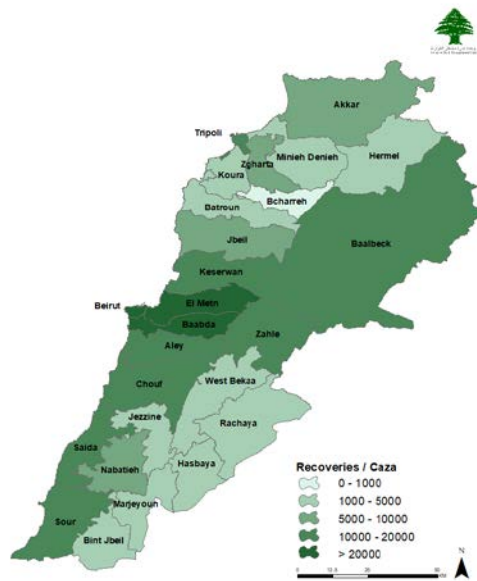 Akkar
Tripoli
Zgharta
Minieh Denieh
Hermel
Koura
Bcharreh
Batroun
Jbeil
Baalbeck
Keserwan
El Metn
Beirut
Baabda
Zahle
Aley
West Bekaa
Chouf
Jezzine
Rachaya
Saida
Nabatieh
Hasbaya
Marjeyoun
Sour
Bint Jbeil
Recoveries / Caza
0 - 1000
1000 - 5000
5000 - 10000
10000 - 20000
> 20000
N